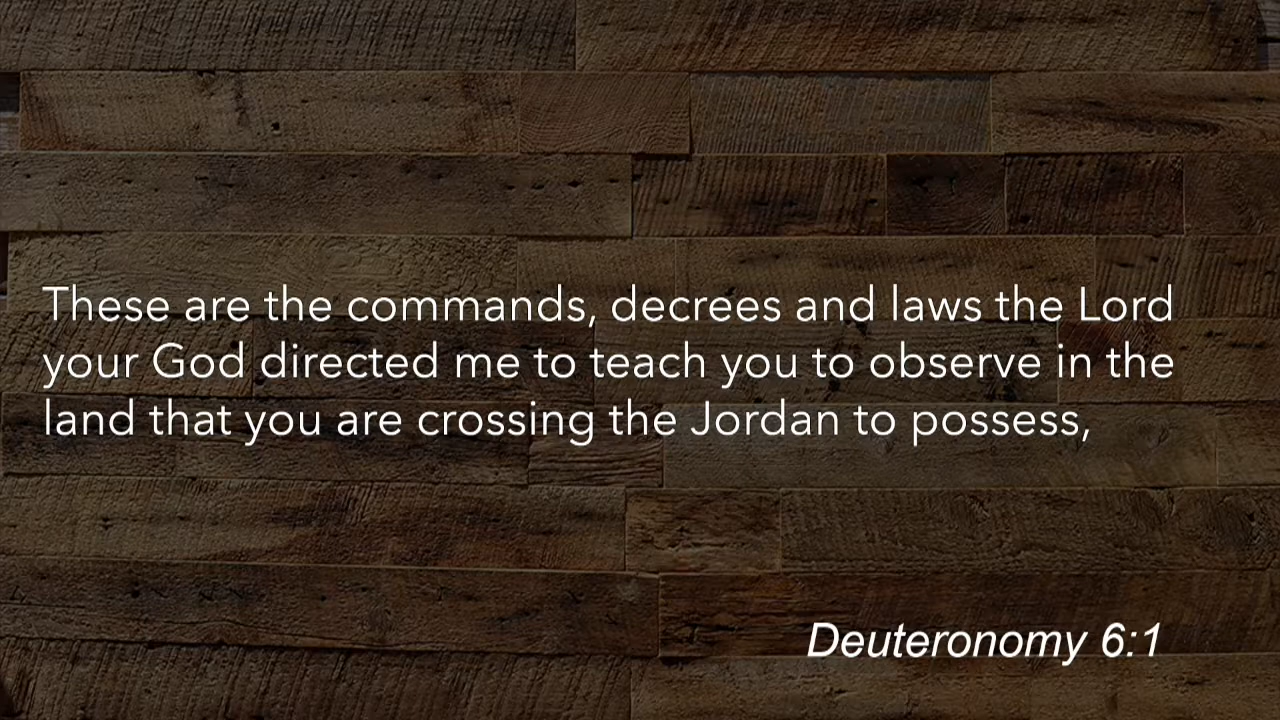 These are the commands, decrees and laws the Lord
your God directed me to teach you to observe in the
land that you are crossing the Jordan to possess,
Deuteronomy 6:1